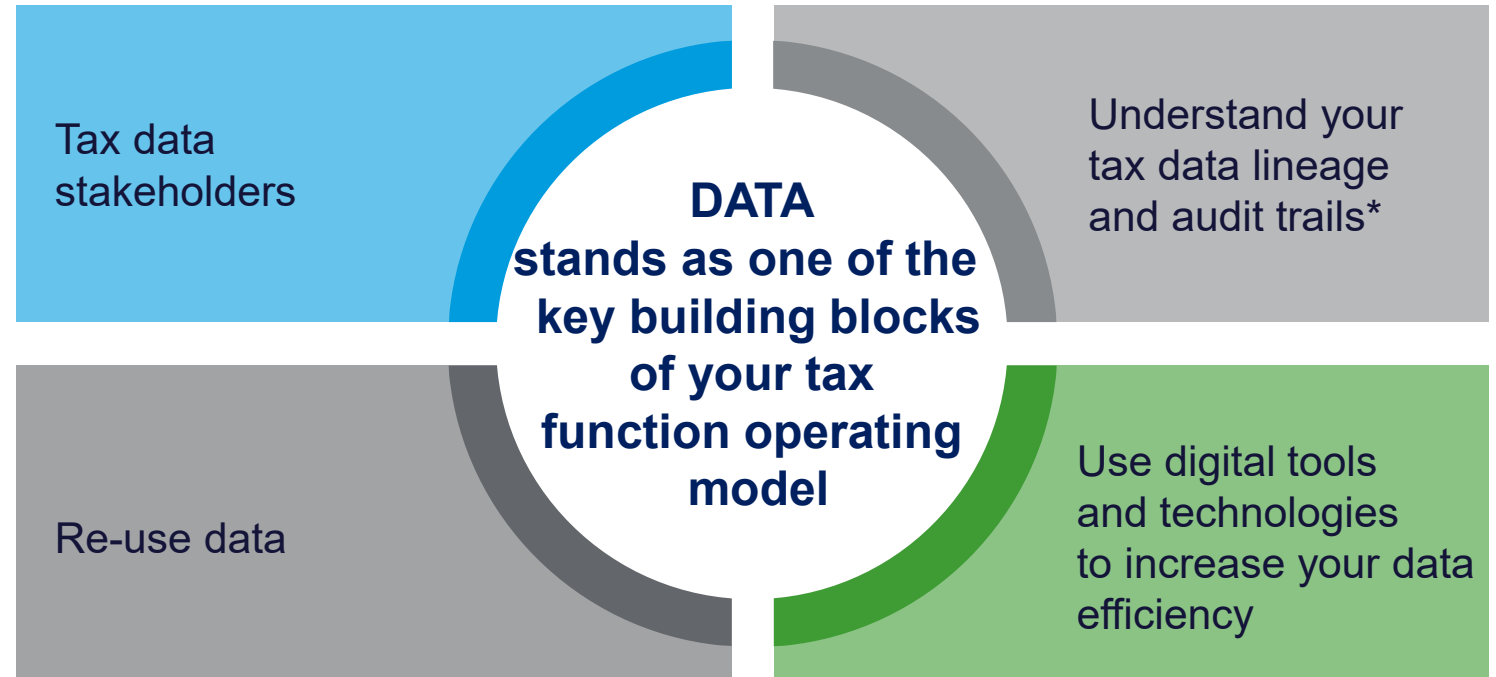 Tax data
stakeholders
Understand your
tax data lineage
and audit trails*
DATA
stands as one of the
key building blocks
of your tax
function operating
model
Re-use data
Use digital tools
and technologies
to increase your data
efficiency